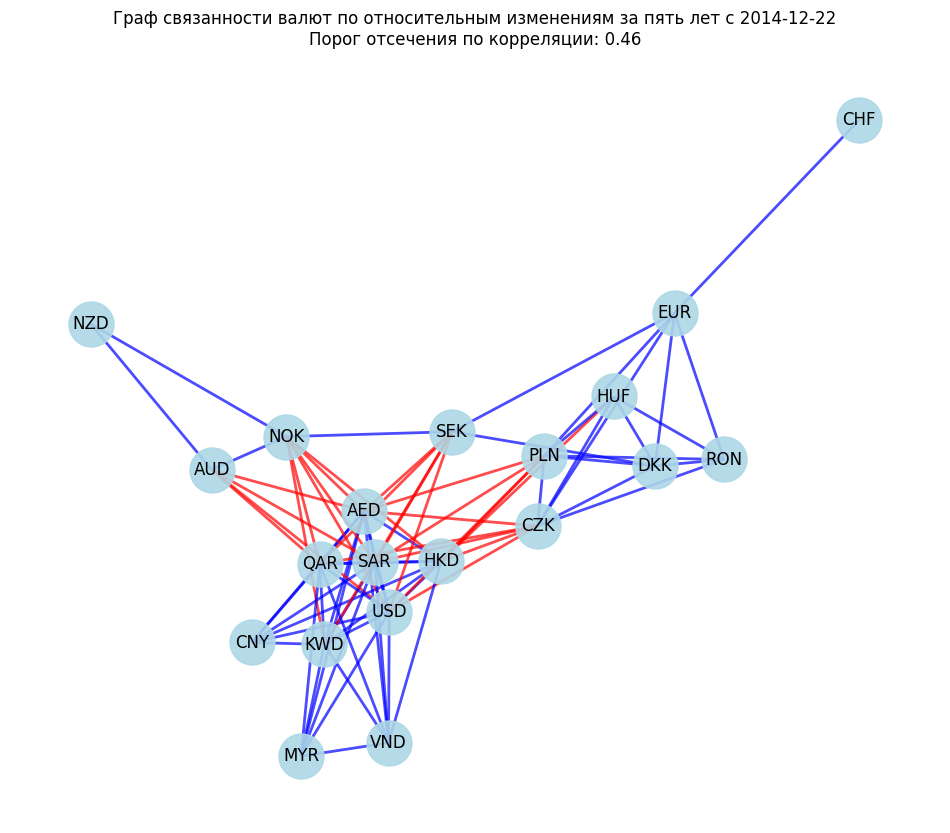 Граф связанности валют по относительным изменениям за пять лет с 2014-12-22
Порог отсечения по корреляции: 0.46
CHF
EUR
NZD
HUF
SEK
NOK
PLN
RON
DKK
AUD
AED
CZK
HKD
SAR
QAR
USD
CNY
KWD
VND
MYR